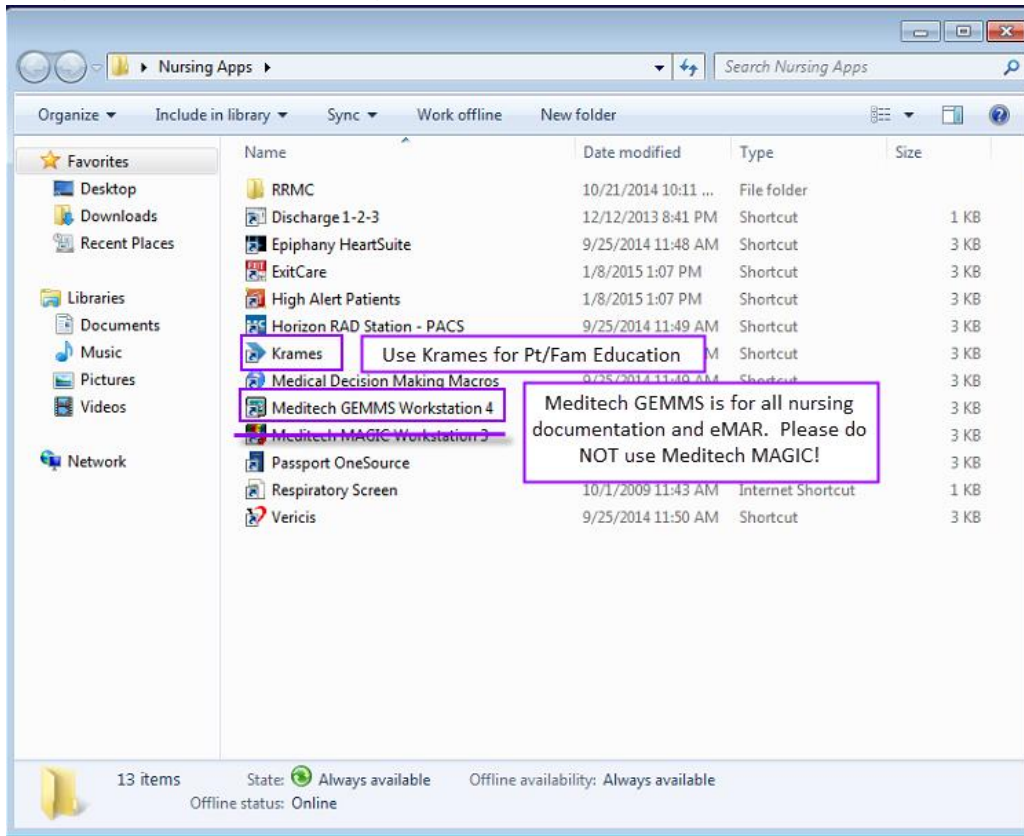 Nursing Apps
Search Nursing Apps
Organize Include in library Sync Work offline New folder
Name Date modified Type Size
Favorites
Desktop
Downloads
Recent Places
Libraries
Documents
Music
Pictures
Videos
Network
RRMC 10/21/2014 10:11 ... File folder
Discharge 1-2-3 12/12/2013 8:41 PM Shortcut 1 KB
Epiphany HeartSuite 9/25/2014 11:48 AM Shortcut 3 KB
ExitCare 1/8/2015 1:07 PM Shortcut 3 KB
High Alert Patients 1/8/2015 1:07 PM Shortcut 3 KB
Horizon RAD Station - PACS 9/25/2014 11:49 AM Shortcut 3 KB
Krames Use Krames for Pt/Fam Education M Shortcut 3 KB
Medical Decision Making Macros 9/25/2014 11:49 AM Shortcut 3 KB
Meditech GEMMS Workstation 4 3 KB
Meditech MAGIC Workstation 3 3 KB
Meditech GEMMS is for all nursing
documentation and eMAR. Please do
NOT use Meditech MAGIC!
Passport OneSource 3 KB
Respiratory Screen 10/1/2009 11:43 AM Internet Shortcut 1 KB
Vericis 9/25/2014 11:50 AM Shortcut 3 KB
13 items State: Always available Offline availability: Always available
Offline status: Online